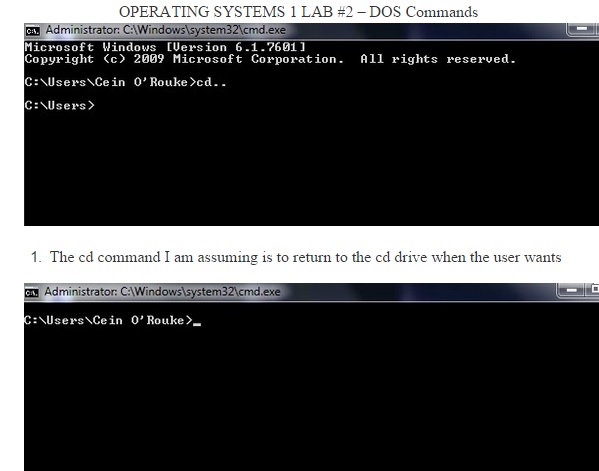 OPERATING SYSTEMS 1 LAB #2 – DOS Commands
C:\. Administrator: C:\Windows\system32\cmd.exe
Microsoft Windows [Version 6.1.7601]
Copyright (c) 2009 Microsoft Corporation.  All rights reserved.
C:\Users\Cein O'Rouke>cd..
C:\Users>
1. The cd command I am assuming is to return to the cd drive when the user wants
C:\. Administrator: C:\Windows\system32\cmd.exe
C:\Users\Cein O'Rouke>_